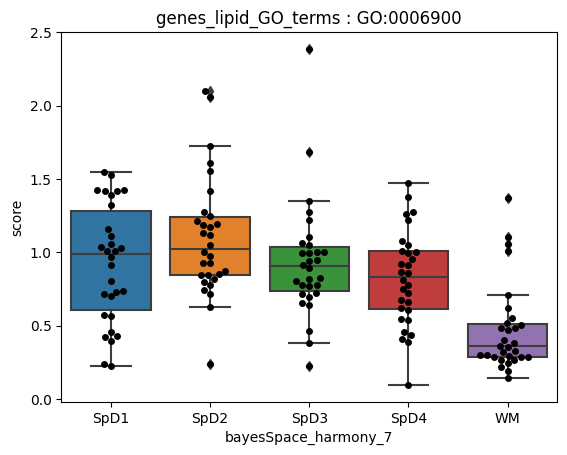 genes_lipid_GO_terms : GO:0006900
2.5
2.0
1.5
1.0
0.5
0.0
score
SpD1 SpD2 SpD3 SpD4 WM
bayesSpace_harmony_7